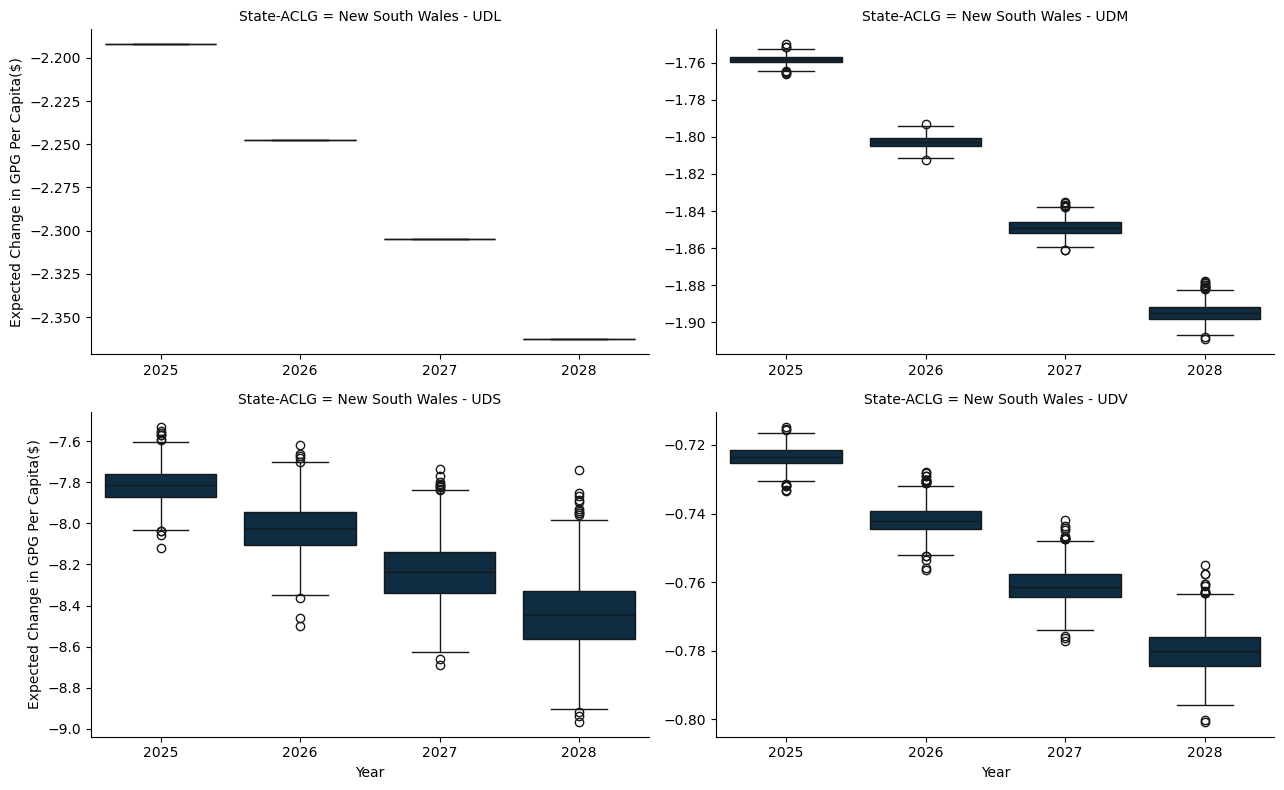 State-ACLG = New South Wales - UDL
State-ACLG = New South Wales - UDM
Expected Change in GPG Per Capita($)
−2.200
−2.225
−2.250
−2.275
−2.300
−2.325
−2.350
2025 2026 2027 2028
−1.76
−1.78
−1.80
−1.82
−1.84
−1.86
−1.88
−1.90
2025 2026 2027 2028
State-ACLG = New South Wales - UDS
State-ACLG = New South Wales - UDV
Expected Change in GPG Per Capita($)
−7.6
−7.8
−8.0
−8.2
−8.4
−8.6
−8.8
−9.0
2025 2026 2027 2028
Year
−0.72
−0.74
−0.76
−0.78
−0.80
2025 2026 2027 2028
Year